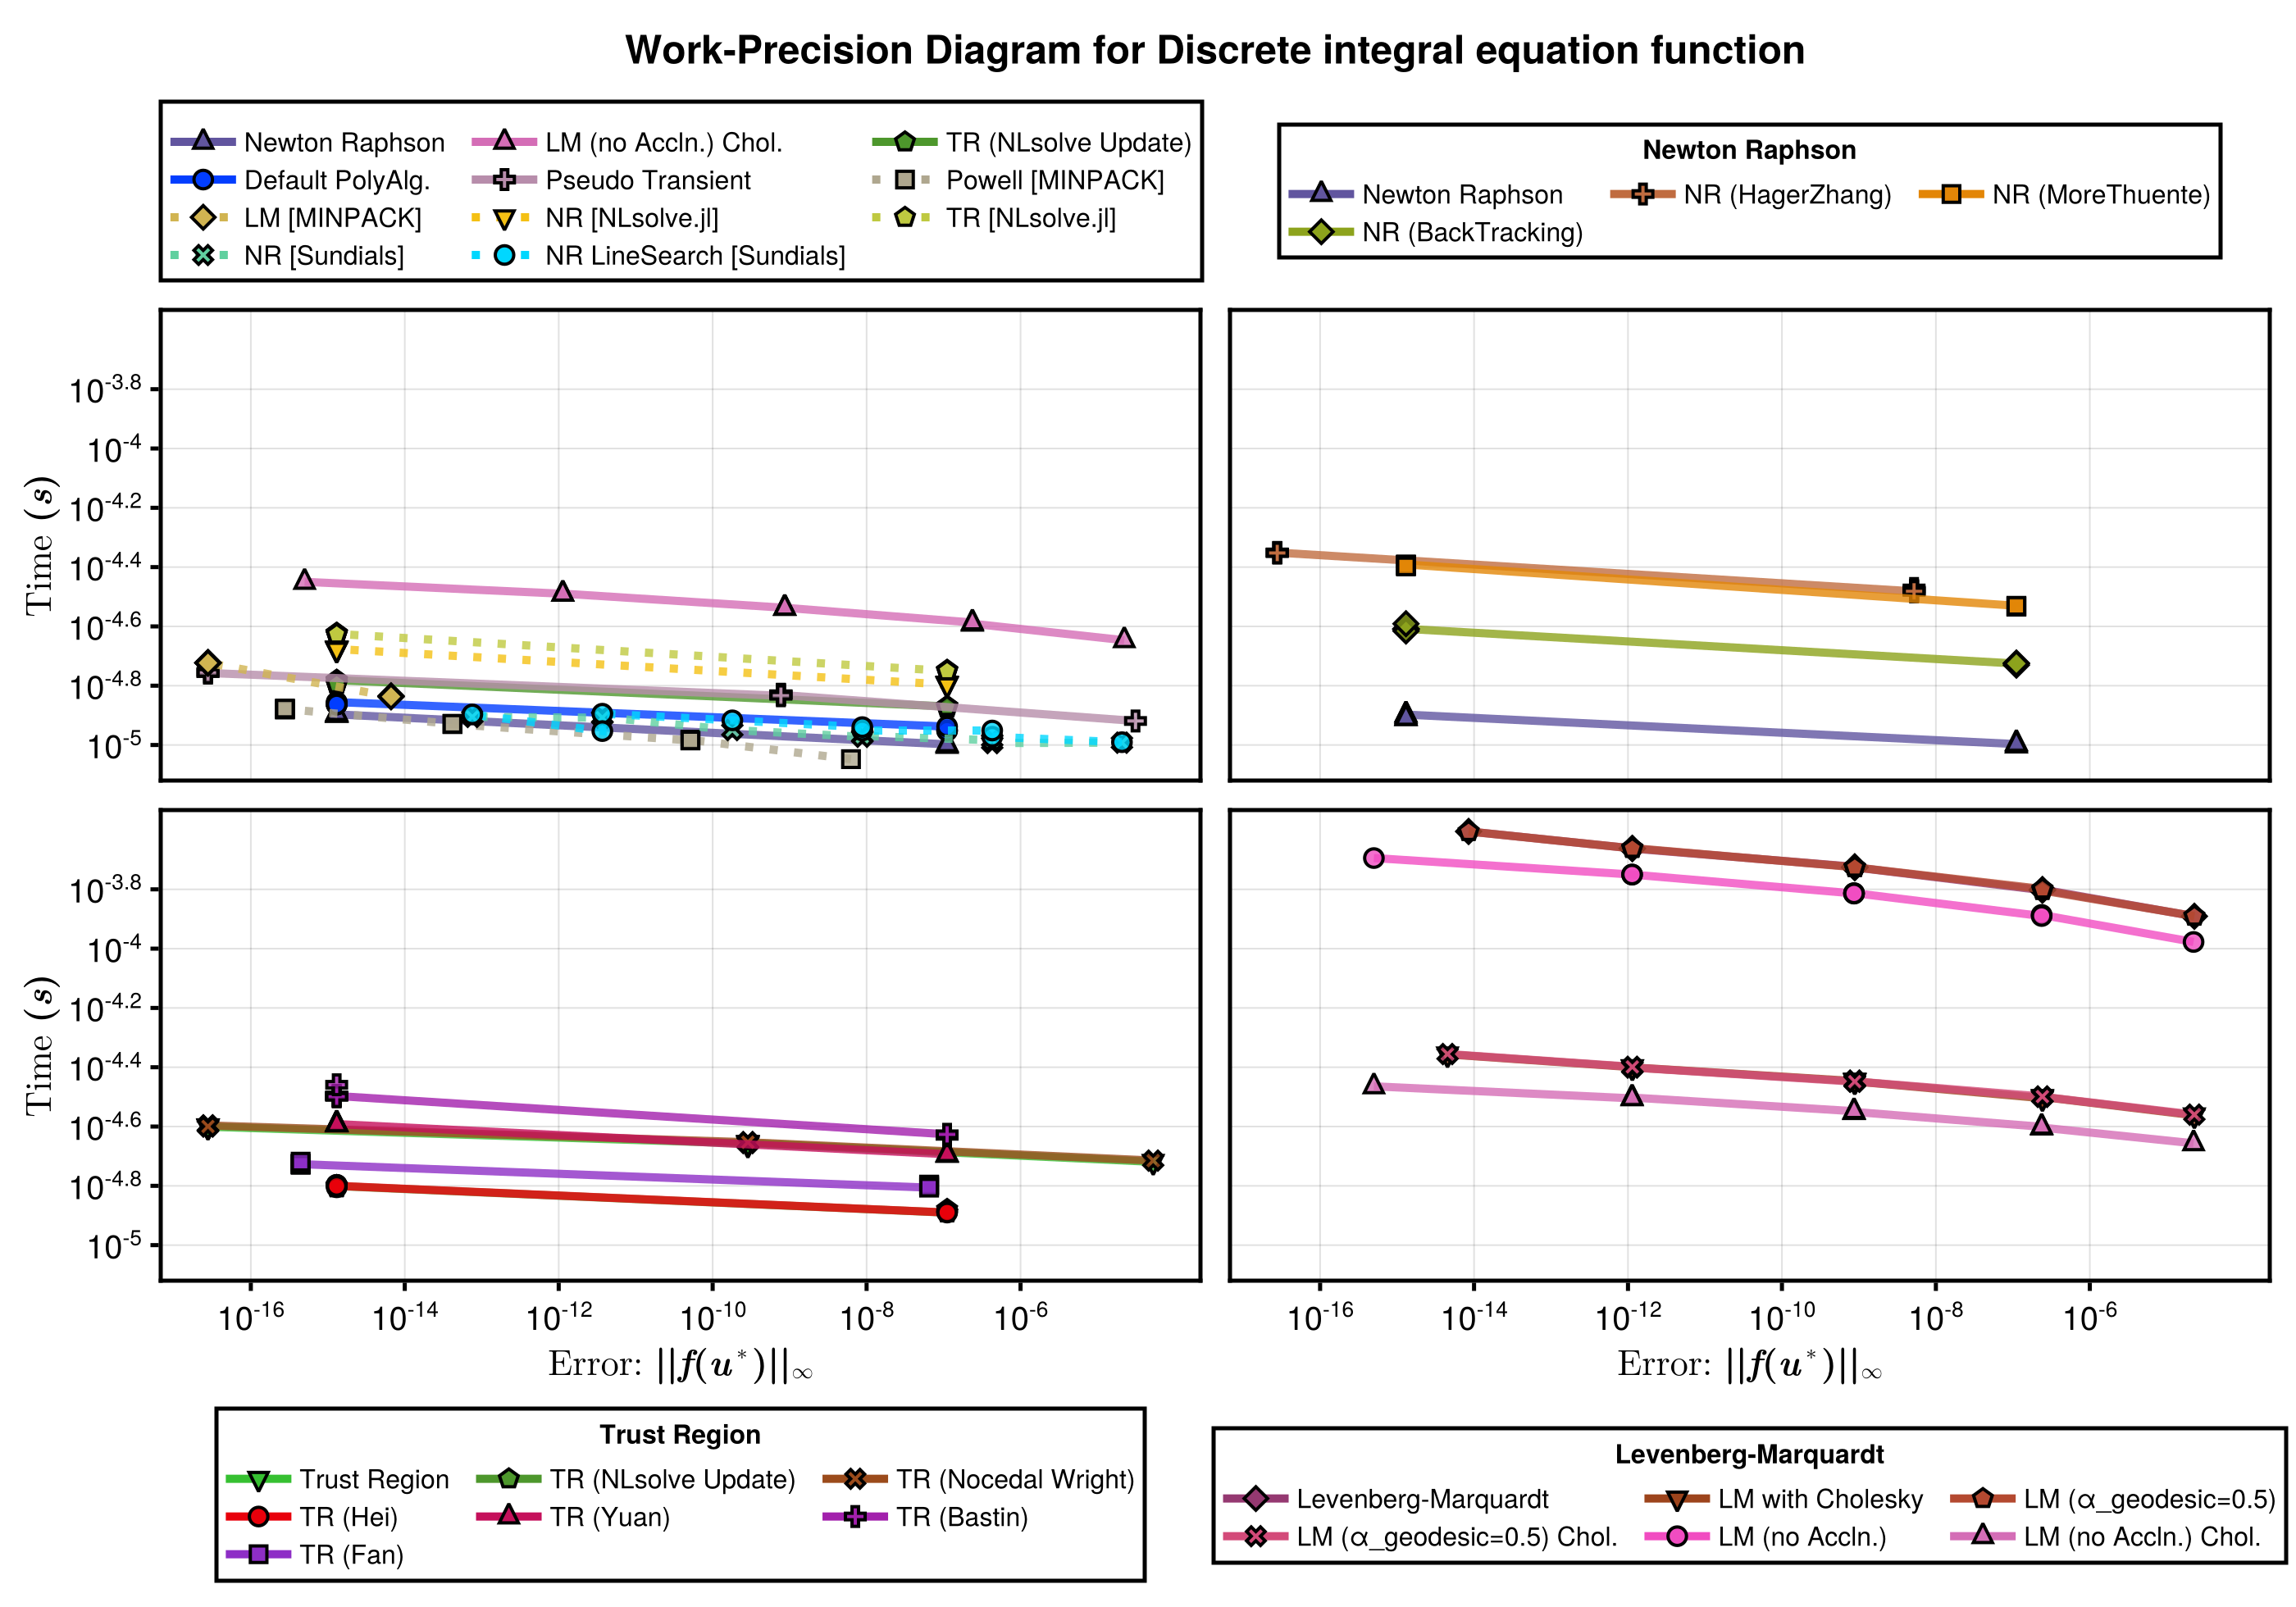 Work-Precision Diagram for Discrete integral equation function
Newton Raphson LM (no Accln.) Chol. TR (NLsolve Update)
Default PolyAlg. Pseudo Transient Powell [MINPACK]
LM [MINPACK] NR [NLsolve.jl] TR [NLsolve.jl]
NR [Sundials] NR LineSearch [Sundials]
Newton Raphson
Newton Raphson NR (HagerZhang) NR (MoreThuente)
NR (BackTracking)
Time (s)
10^-3.8
10^-4
10^-4.2
10^-4.4
10^-4.6
10^-4.8
10^-5
Time (s)
10^-3.8
10^-4
10^-4.2
10^-4.4
10^-4.6
10^-4.8
10^-5
10^-16 10^-14 10^-12 10^-10 10^-8 10^-6
Error: ||f(u*)||∞
10^-16 10^-14 10^-12 10^-10 10^-8 10^-6
Error: ||f(u*)||∞
Trust Region
Trust Region TR (NLsolve Update) TR (Nocedal Wright)
TR (Hei) TR (Yuan) TR (Bastin)
TR (Fan)
Levenberg-Marquardt
Levenberg-Marquardt LM with Cholesky LM (α_geodesic=0.5)
LM (α_geodesic=0.5) Chol. LM (no Accln.) LM (no Accln.) Chol.